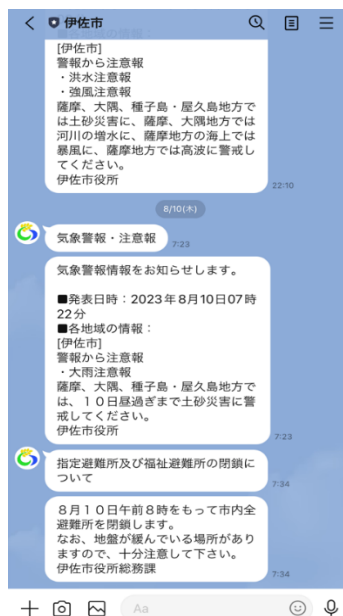 伊佐市
[伊佐市]
警報から注意報
・洪水注意報
・強風注意報
薩摩、大隅、種子島・屋久島地方で
は土砂災害に、薩摩、大隅地方では
河川の増水に、薩摩地方の海上では
暴風に、薩摩地方では高波に警戒し
てください。
伊佐市役所
22:10
8/10(木)
気象警報・注意報
7:23
気象警報情報をお知らせします。
■発表日時：2023年8月10日07時
22分
■各地域の情報：
[伊佐市]
警報から注意報
・大雨注意報
薩摩、大隅、種子島・屋久島地方で
は、１０日昼過ぎまで土砂災害に警
戒してください。
伊佐市役所
7:23
指定避難所及び福祉避難所の閉鎖に
ついて
7:34
８月１０日午前８時をもって市内全
避難所を閉鎖します。
なお、地盤が緩んでいる場所があり
ますので、十分注意して下さい。
伊佐市役所総務課
7:34
Aa